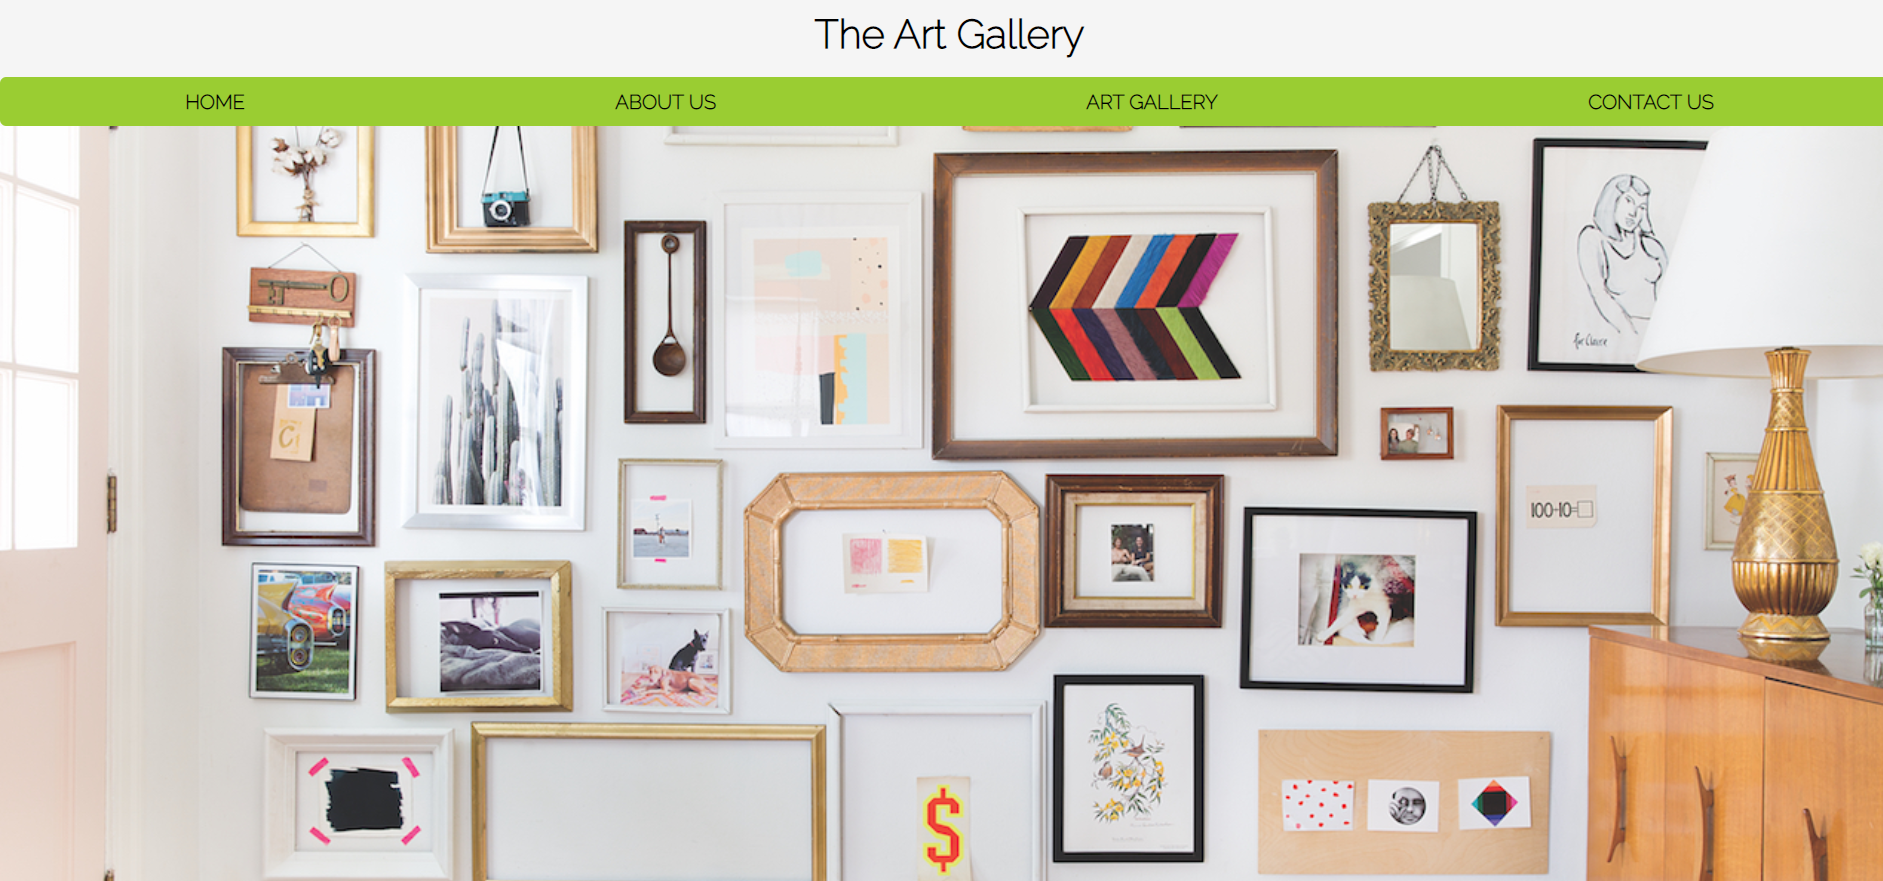 The Art Gallery
HOME
ABOUT US
ART GALLERY
CONTACT US
C
100-10=
$